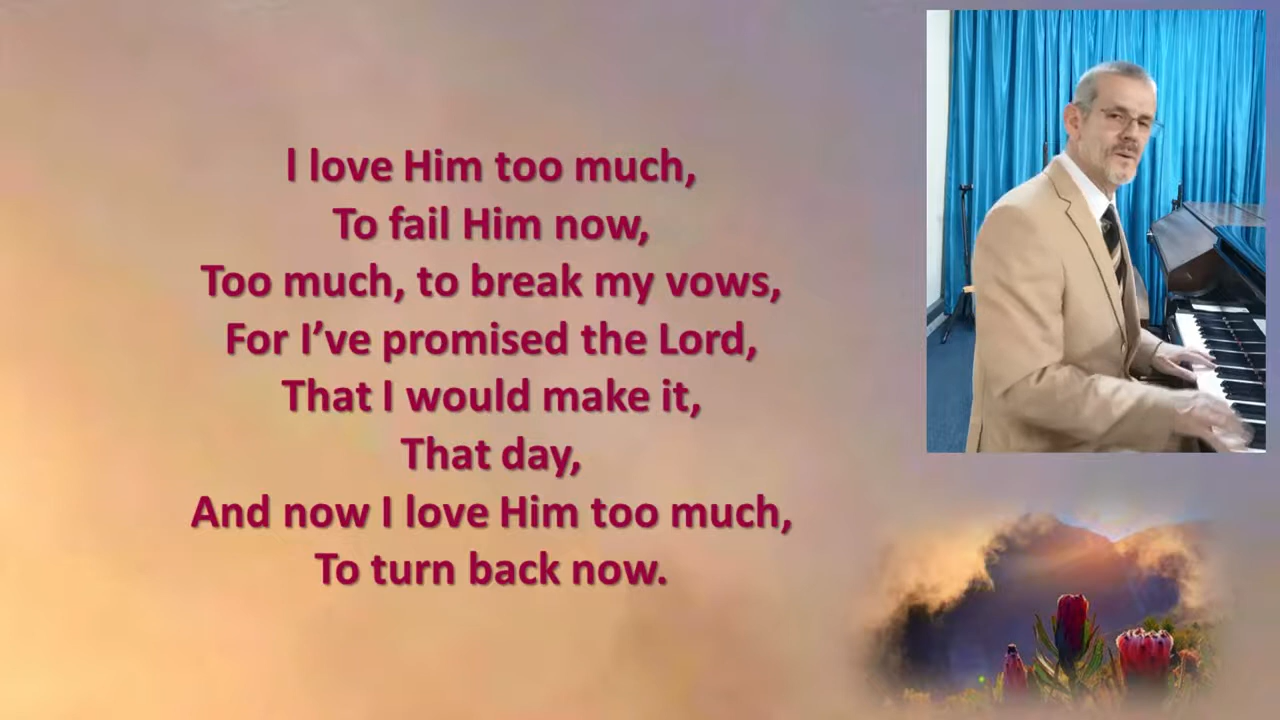 I love Him too much,
To fail Him now,
Too much, to break my vows,
For I’ve promised the Lord,
That I would make it,
That day,
And now I love Him too much,
To turn back now.